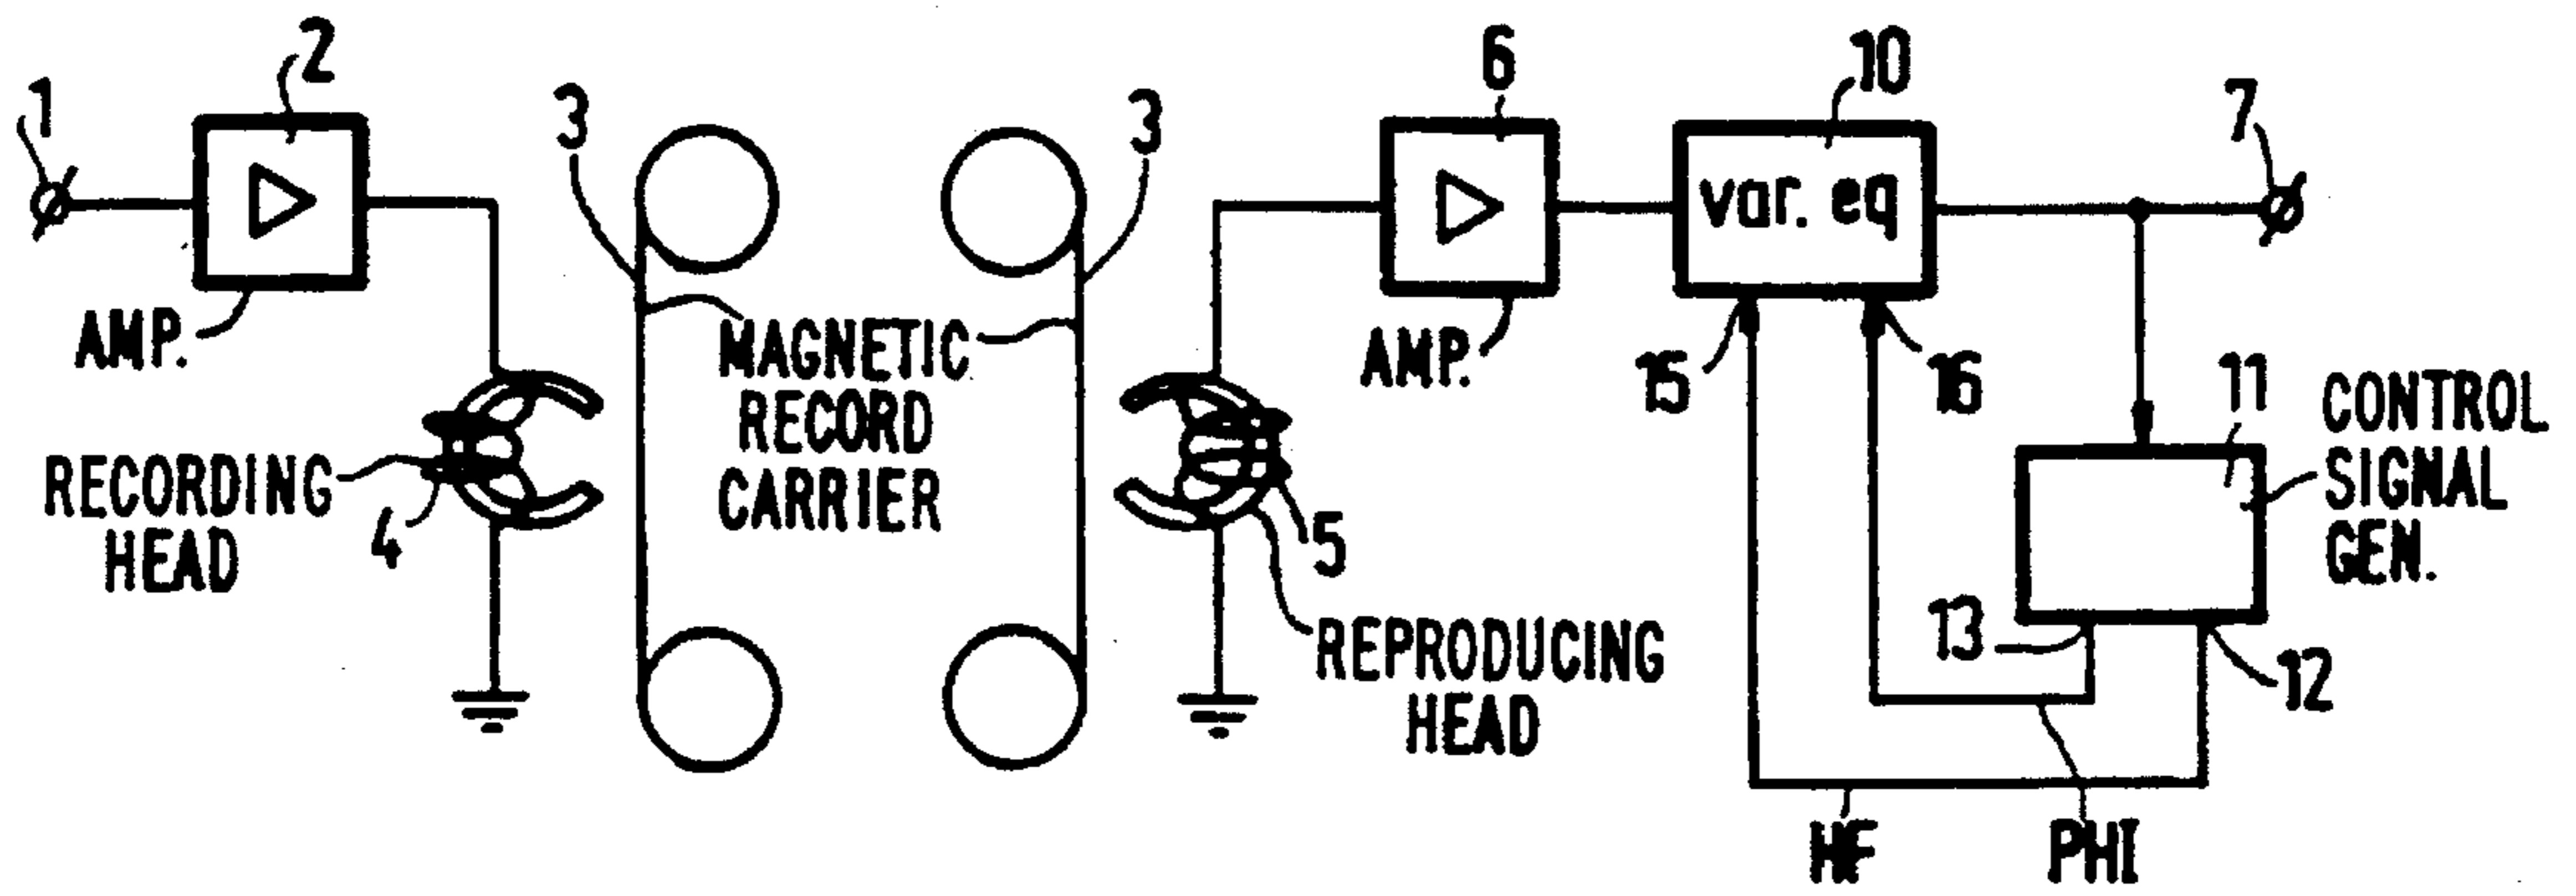 1
2
AMP.
3
MAGNETIC
RECORD
CARRIER
3
RECORDING
HEAD
4
5
REPRODUCING
HEAD
6
AMP.
10
var. eq
7
15
16
11
CONTROL
SIGNAL
GEN.
13
12
HF
PHI